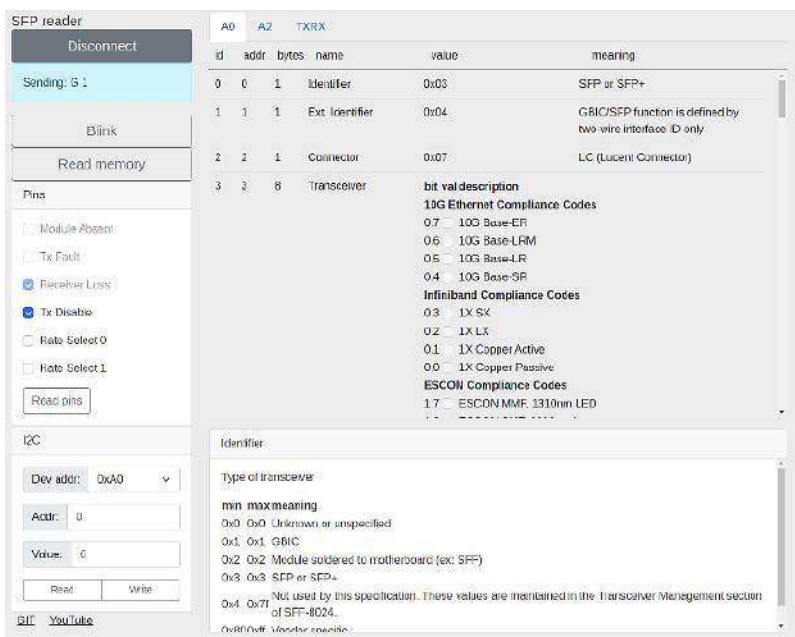 SFP reader
Disconnect
Sending: G 1
Blink
Read memory
Pins
Module Absent
Tx Fault
Receiver Loss
Tx Disable
Rate Select 0
Rate Select 1
Read pins
I2C
Dev addr: 0xA0
Addr: 0
Value: 0
Read Write
GIT YouTube
A0 A2 TXRX
id addr bytes name value meaning
0 0 1 Identifier 0x03 SFP or SFP+
1 1 1 Ext. Identifier 0x04 GBIC/SFP function is defined by
two-wire interface ID only
2 2 1 Connector 0x07 LC (Lucent Connector)
3 3 8 Transceiver bit val description
10G Ethernet Compliance Codes
0.7 10G Base-ER
0.6 10G Base-LRM
0.5 10G Base-LR
0.4 10G Base-SR
Infiniband Compliance Codes
0.3 1X SX
0.2 1X LX
0.1 1X Copper Active
0.0 1X Copper Passive
ESCON Compliance Codes
1.7 ESCON MMF, 1310nm LED
Identifier
Type of transceiver
min max meaning
0x0 0x0 Unknown or unspecified
0x1 0x1 GBIC
0x2 0x2 Module soldered to motherboard (ex: SFF)
0x3 0x3 SFP or SFP+
0x4 0x7f Not used by this specification. These values are maintained in the Transceiver Management section
of SFF-8024.
0x80 0xff Vendor specific